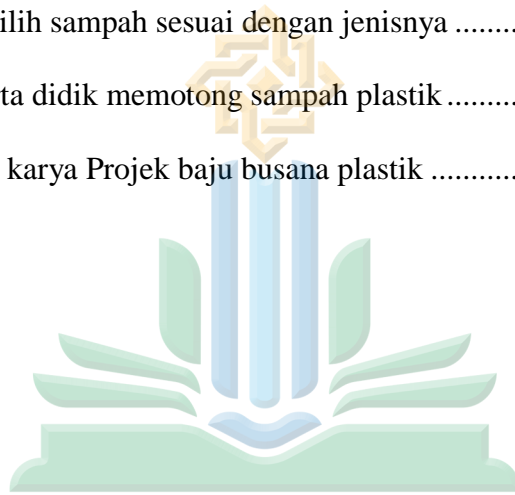 ilih sampah sesuai dengan jenisnya ........
ta didik memotong sampah plastik ...........
karya Projek baju busana plastik ............